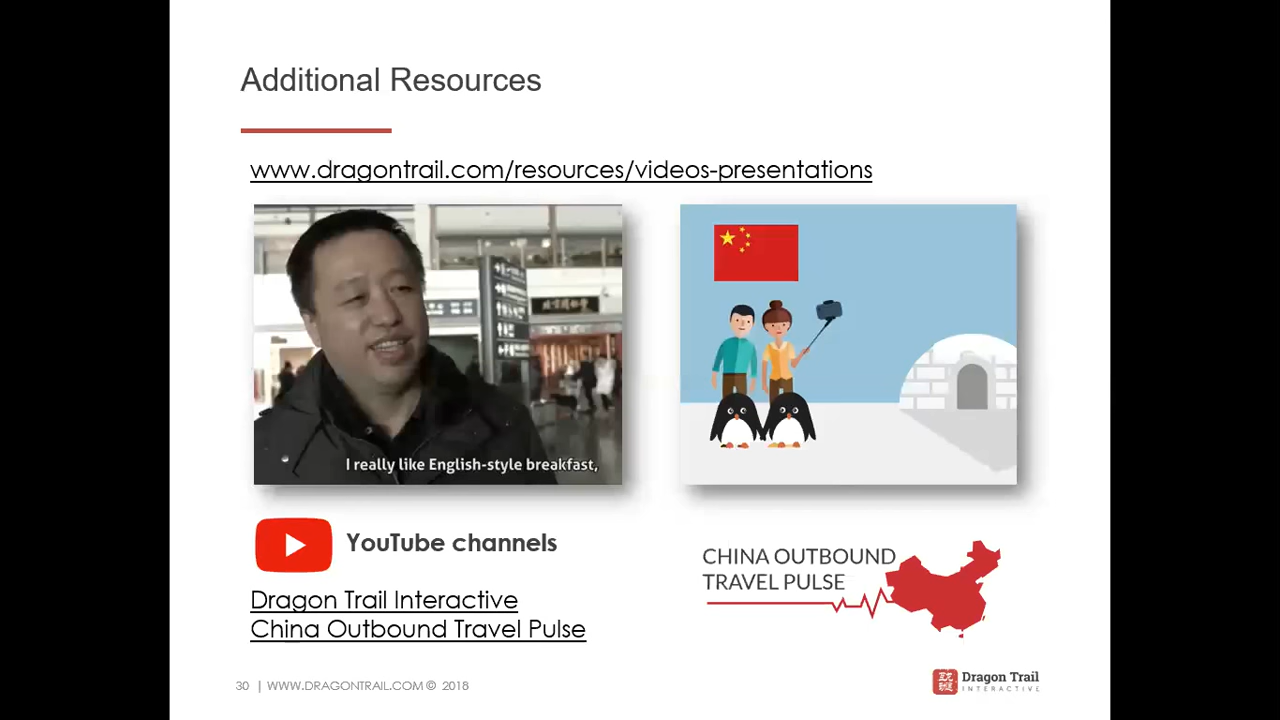 Additional Resources
www.dragontrail.com/resources/videos-presentations
I really like English-style breakfast,
YouTube channels
Dragon Trail Interactive
China Outbound Travel Pulse
CHINA OUTBOUND
TRAVEL PULSE
30 | WWW.DRAGONTRAIL.COM © 2018
Dragon Trail
INTERACTIVE